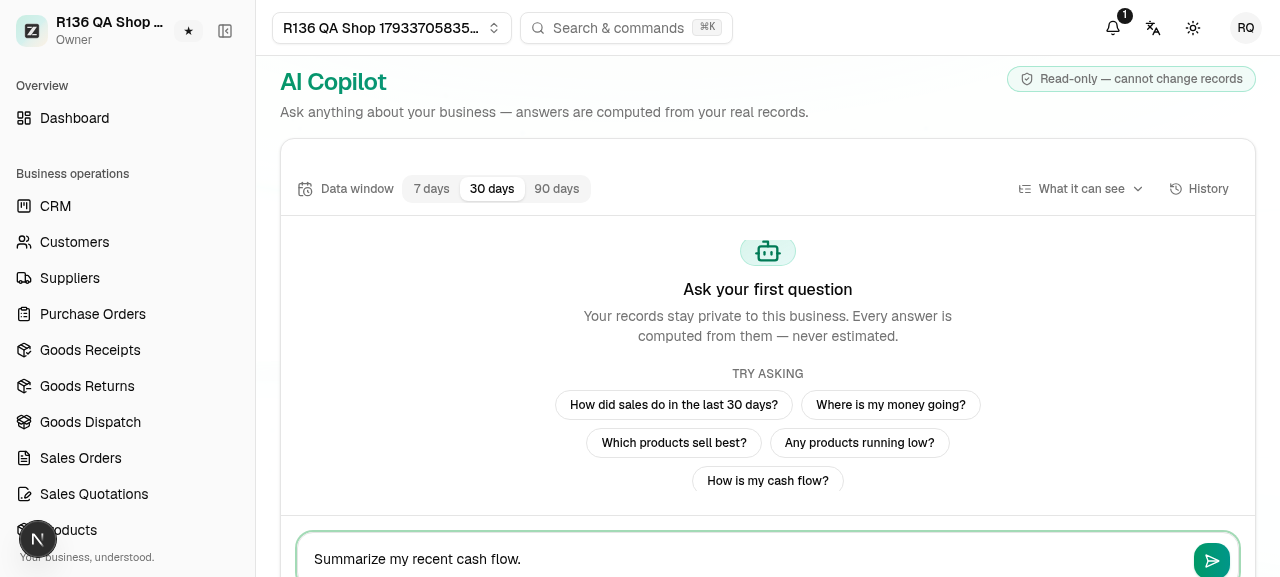 R136 QA Shop ...
Owner
★
Overview
Dashboard
Business operations
CRM
Customers
Suppliers
Purchase Orders
Goods Receipts
Goods Returns
Goods Dispatch
Sales Orders
Sales Quotations
oducts
N
business, understood.
R136 QA Shop 17933705835...
Search & commands ⌘K
1
RQ
AI Copilot
Read-only — cannot change records
Ask anything about your business — answers are computed from your real records.
Data window 7 days 30 days 90 days
What it can see
History
Ask your first question
Your records stay private to this business. Every answer is
computed from them — never estimated.
TRY ASKING
How did sales do in the last 30 days? Where is my money going?
Which products sell best? Any products running low?
How is my cash flow?
Summarize my recent cash flow.